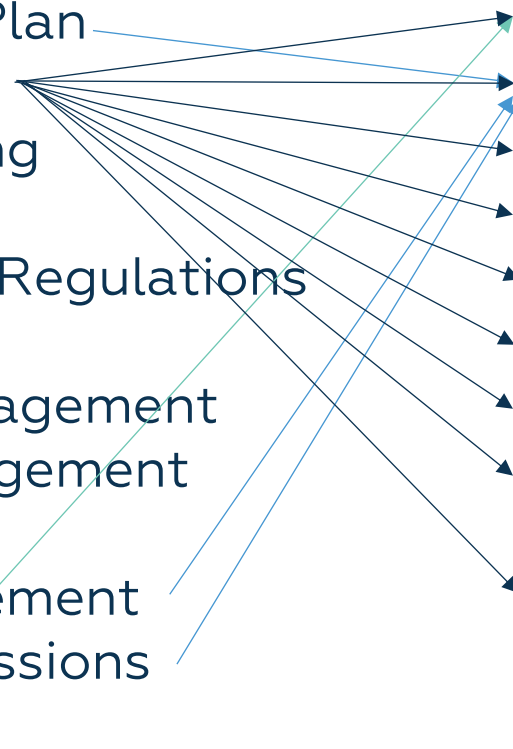 Plan
ng
Regulations
agement
gement
ement
ssions